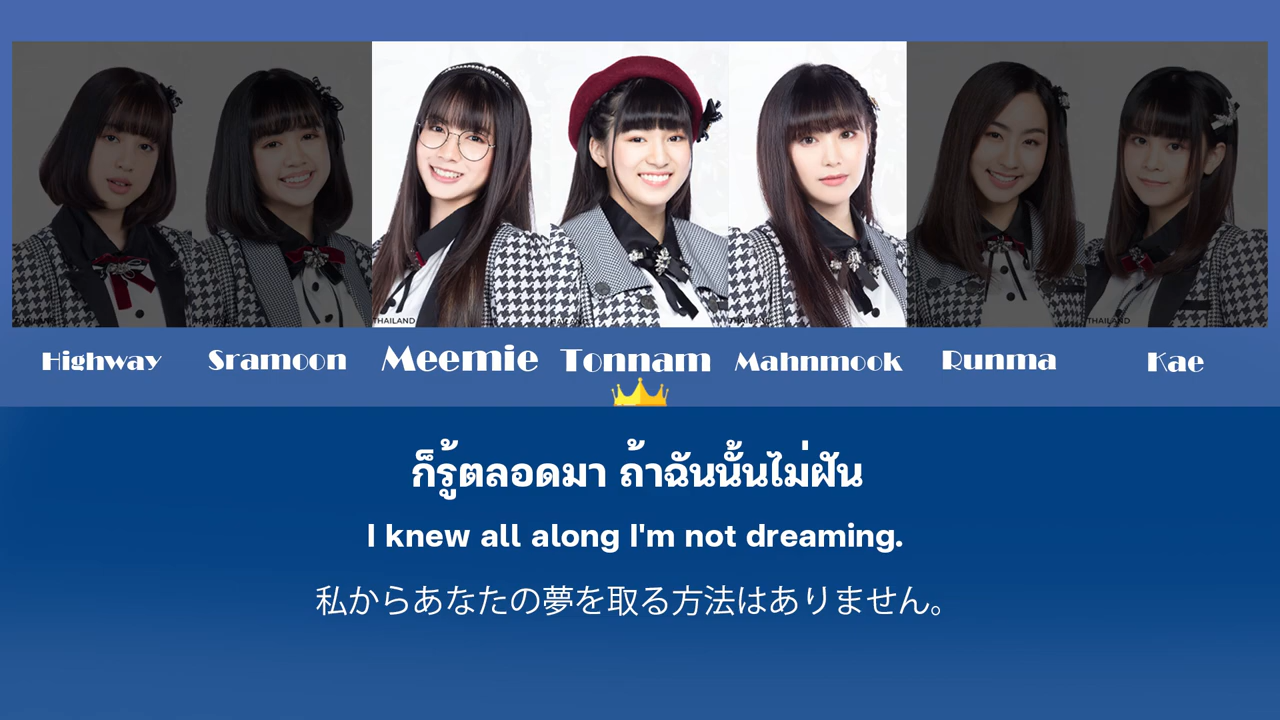 THAILAND
THAILAND
Highway Sramoon Meemie Tonnam Mahnmook Runma Kae
ก็รู้ตลอดมา ถ้าฉันนั้นไม่ฝัน
I knew all along I'm not dreaming.
私からあなたの夢を取る方法はありません。